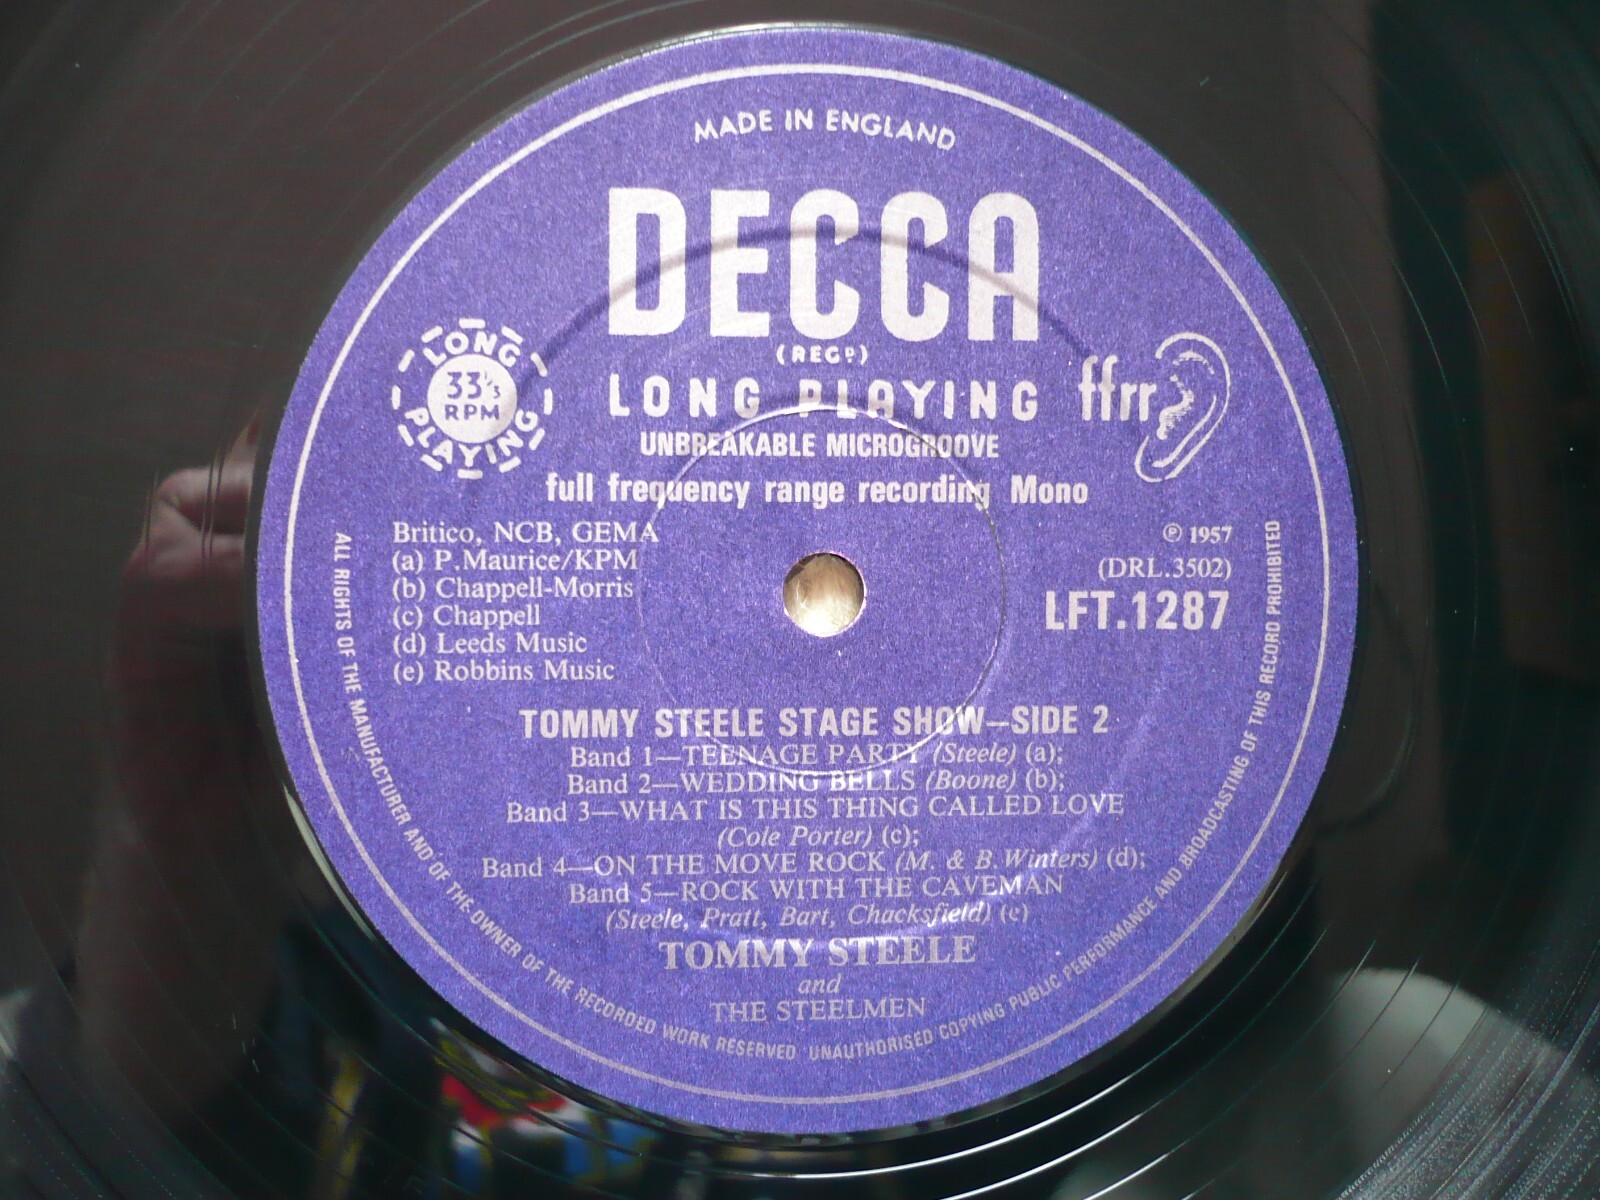 MADE IN ENGLAND
DECCA
(REGD)
LONG PLAYING
33 1/3
RPM
LONG PLAYING
ffrr
UNBREAKABLE MICROGROOVE
full frequency range recording Mono
Britico, NCB, GEMA
(a) P.Maurice/KPM
(b) Chappell-Morris
(c) Chappell
(d) Leeds Music
(e) Robbins Music
℗ 1957
(DRL.3502)
LFT.1287
TOMMY STEELE STAGE SHOW—SIDE 2
Band 1—TEENAGE PARTY (Steele) (a);
Band 2—WEDDING BELLS (Boone) (b);
Band 3—WHAT IS THIS THING CALLED LOVE
(Cole Porter) (c);
Band 4—ON THE MOVE ROCK (M. & B. Winters) (d);
Band 5—ROCK WITH THE CAVEMAN
(Steele, Pratt, Bart, Chacksfield) (e)
TOMMY STEELE
and
THE STEELMEN
ALL RIGHTS OF THE MANUFACTURER AND OF THE OWNER OF THE RECORDED WORK RESERVED UNAUTHORISED COPYING PUBLIC PERFORMANCE AND BROADCASTING OF THIS RECORD PROHIBITED